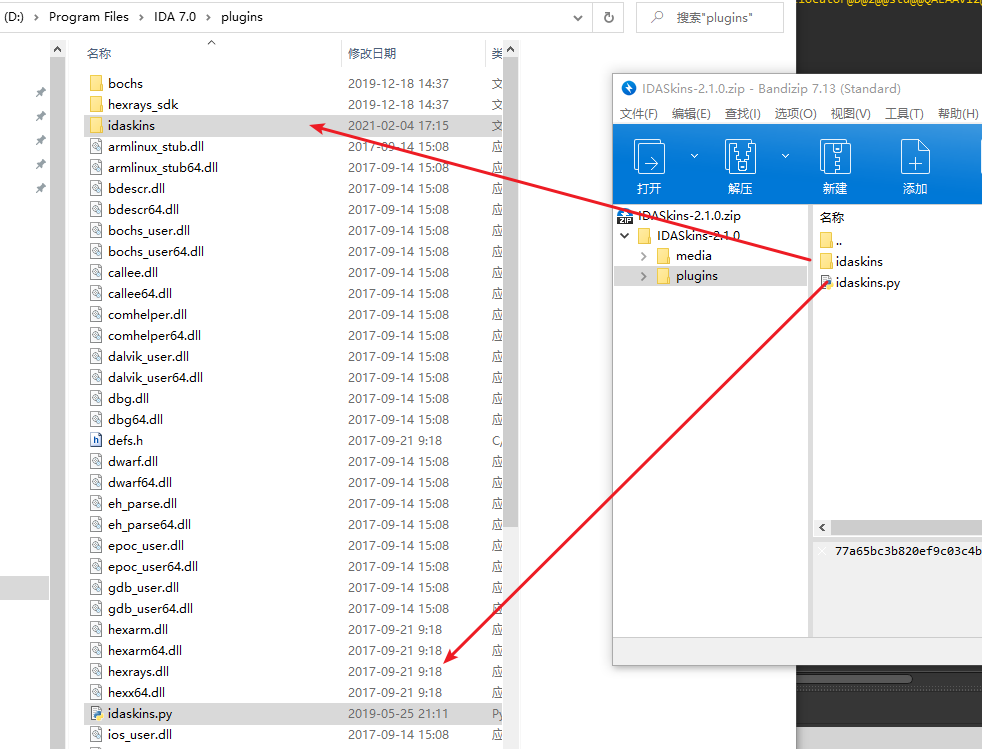 (D:) > Program Files > IDA 7.0 > plugins
搜索"plugins"
名称 修改日期 类
bochs 2019-12-18 14:37 文
hexrays_sdk 2019-12-18 14:37 文
idaskins 2021-02-04 17:15 文
armlinux_stub.dll 2017-09-14 15:08 应
armlinux_stub64.dll 2017-09-14 15:08 应
bdescr.dll 2017-09-14 15:08 应
bdescr64.dll 2017-09-14 15:08 应
bochs_user.dll 2017-09-14 15:08 应
bochs_user64.dll 2017-09-14 15:08 应
callee.dll 2017-09-14 15:08 应
callee64.dll 2017-09-14 15:08 应
comhelper.dll 2017-09-14 15:08 应
comhelper64.dll 2017-09-14 15:08 应
dalvik_user.dll 2017-09-14 15:08 应
dalvik_user64.dll 2017-09-14 15:08 应
dbg.dll 2017-09-14 15:08 应
dbg64.dll 2017-09-14 15:08 应
defs.h 2017-09-21 9:18 C,
dwarf.dll 2017-09-14 15:08 应
dwarf64.dll 2017-09-14 15:08 应
eh_parse.dll 2017-09-14 15:08 应
eh_parse64.dll 2017-09-14 15:08 应
epoc_user.dll 2017-09-14 15:08 应
epoc_user64.dll 2017-09-14 15:08 应
gdb_user.dll 2017-09-14 15:08 应
gdb_user64.dll 2017-09-14 15:08 应
hexarm.dll 2017-09-21 9:18 应
hexarm64.dll 2017-09-21 9:18 应
hexrays.dll 2017-09-21 9:18 应
hexx64.dll 2017-09-21 9:18 应
idaskins.py 2019-05-25 21:11 Py
ios_user.dll 2017-09-14 15:08 应
IDASkins-2.1.0.zip - Bandizip 7.13 (Standard)
文件(F) 编辑(E) 查找(I) 选项(O) 视图(V) 工具(T) 帮助(H)
打开 解压 新建 添加
IDASkins-2.1.0.zip
IDASkins-2.1.0
media
plugins
名称
..
idaskins
idaskins.py
77a65bc3b820ef9c03c4b